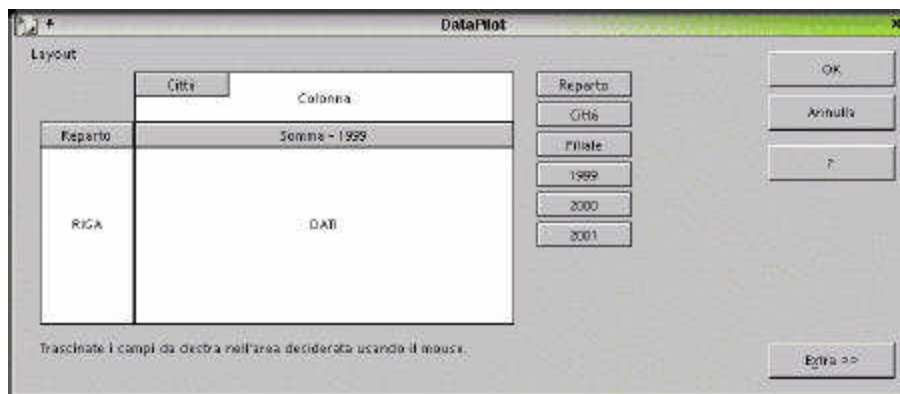 DataPilot
Layout
Città
Colonna
Reparto
Somma - 1999
RIGA
DATI
Reparto
Città
Filiale
1999
2000
2001
OK
Annulla
?
Trascinate i campi da destra nell'area desiderata usando il mouse.
Extra >>